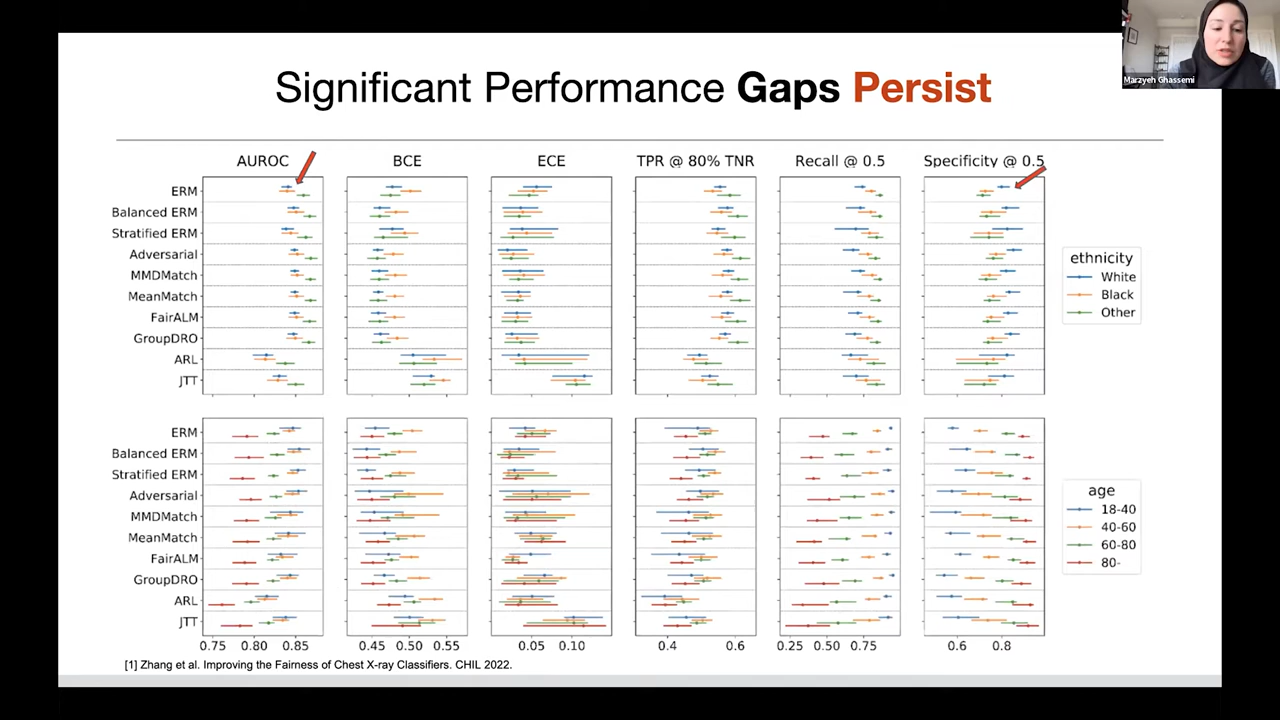 Marzyeh Ghassemi
Significant Performance Gaps Persist
AUROC BCE ECE TPR @ 80% TNR Recall @ 0.5 Specificity @ 0.5
ERM
Balanced ERM
Stratified ERM
Adversarial
MMDMatch
MeanMatch
FairALM
GroupDRO
ARL
JTT
ethnicity
White
Black
Other
ERM
Balanced ERM
Stratified ERM
Adversarial
MMDMatch
MeanMatch
FairALM
GroupDRO
ARL
JTT
age
18-40
40-60
60-80
80-
0.75 0.80 0.85 0.40 0.45 0.50 0.55 0.05 0.10 0.4 0.6 0.25 0.50 0.75 0.6 0.8
[1] Zhang et al. Improving the Fairness of Chest X-ray Classifiers. CHIL 2022.